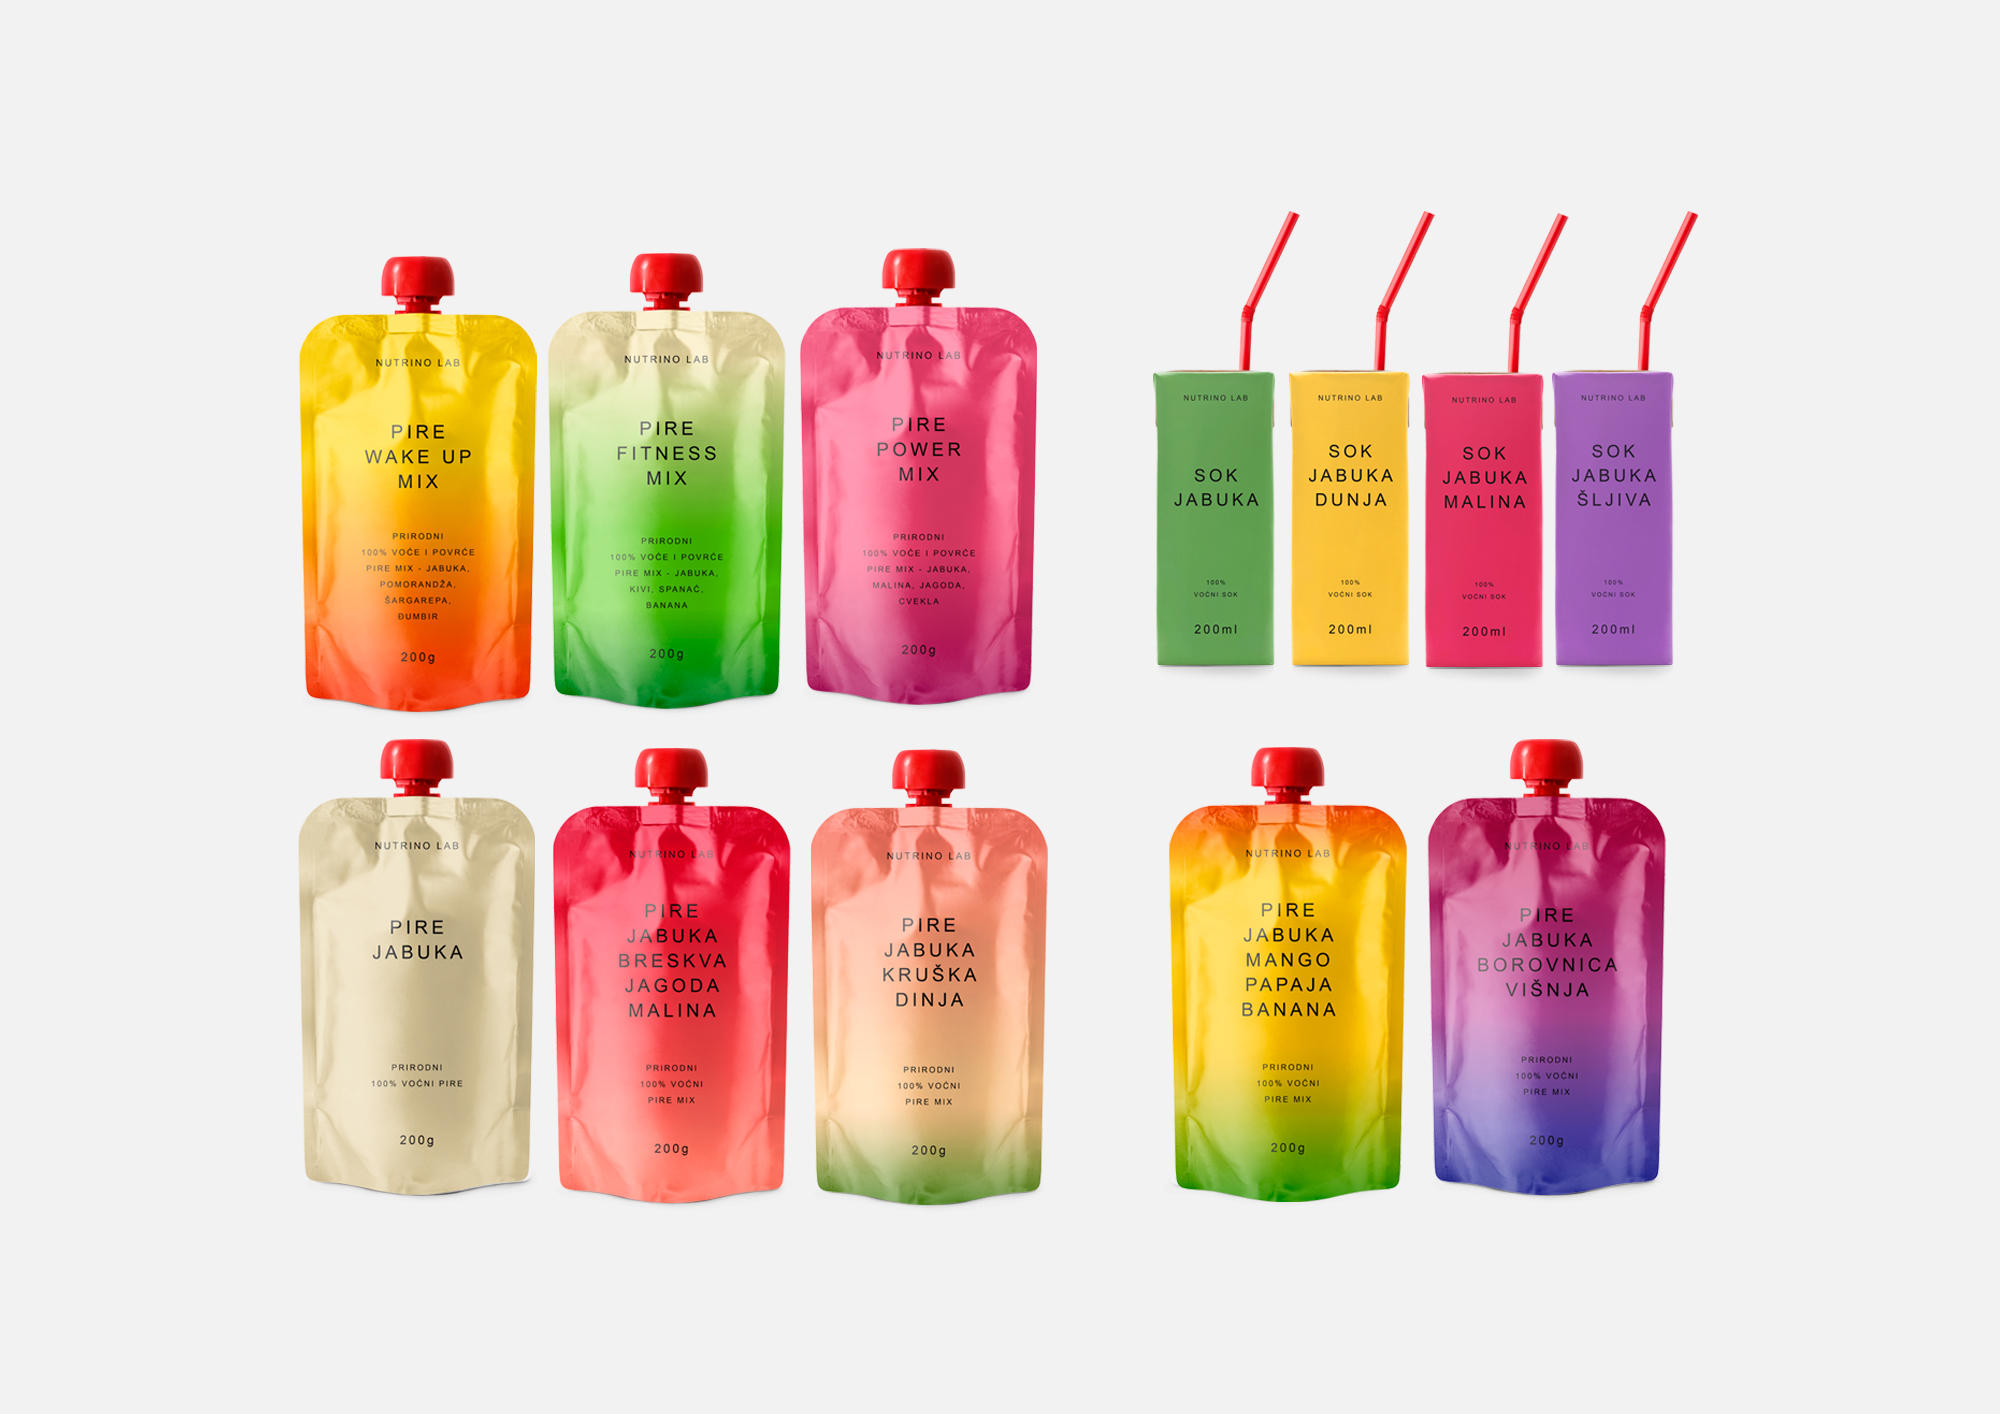 NUTRINO LAB
PIRE
WAKE UP
MIX
PRIRODNI
100% VOĆE I POVRĆE
PIRE MIX - JABUKA,
POMORANDŽA,
ŠARGAREPA,
ĐUMBIR
200g
NUTRINO LAB
PIRE
FITNESS
MIX
PRIRODNI
100% VOĆE I POVRĆE
PIRE MIX - JABUKA,
KIVI, SPANAĆ,
BANANA
200g
NUTRINO LAB
PIRE
POWER
MIX
PRIRODNI
100% VOĆE I POVRĆE
PIRE MIX - JABUKA,
MALINA, JAGODA,
CVEKLA
200g
NUTRINO LAB
SOK
JABUKA
100%
VOĆNI SOK
200ml
NUTRINO LAB
SOK
JABUKA
DUNJA
100%
VOĆNI SOK
200ml
NUTRINO LAB
SOK
JABUKA
MALINA
100%
VOĆNI SOK
200ml
NUTRINO LAB
SOK
JABUKA
ŠLJIVA
100%
VOĆNI SOK
200ml
NUTRINO LAB
PIRE
JABUKA
PRIRODNI
100% VOĆNI PIRE
200g
NUTRINO LAB
PIRE
JABUKA
BRESKVA
JAGODA
MALINA
PRIRODNI
100% VOĆNI
PIRE MIX
200g
NUTRINO LAB
PIRE
JABUKA
KRUŠKA
DINJA
PRIRODNI
100% VOĆNI
PIRE MIX
200g
NUTRINO LAB
PIRE
JABUKA
MANGO
PAPAJA
BANANA
PRIRODNI
100% VOĆNI
PIRE MIX
200g
NUTRINO LAB
PIRE
JABUKA
BOROVNICA
VIŠNJA
PRIRODNI
100% VOĆNI
PIRE MIX
200g